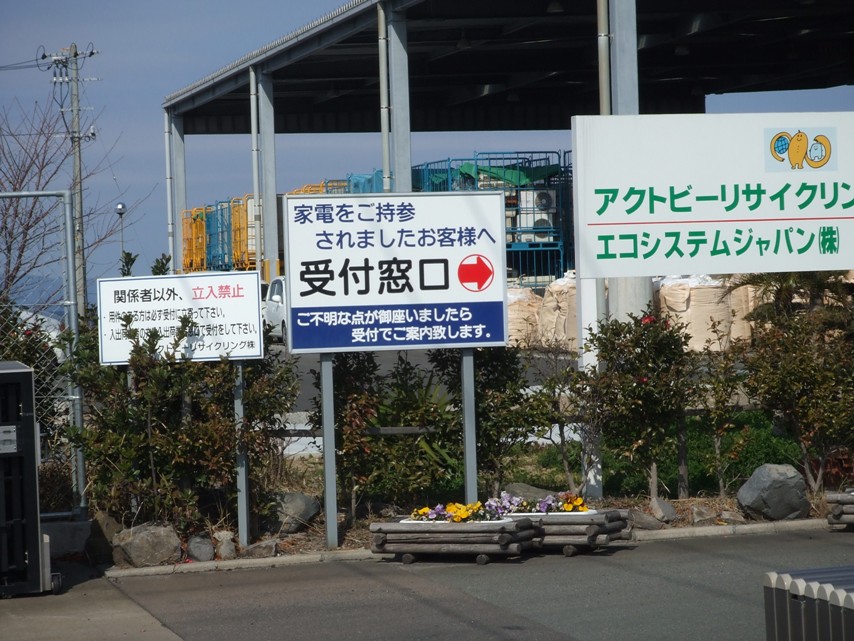 関係者以外、立入禁止
家電をご持参
されましたお客様へ
受付窓口
ご不明な点が御座いましたら
受付でご案内致します。
アクトビーリサイクリン
エコシステムジャパン(株)